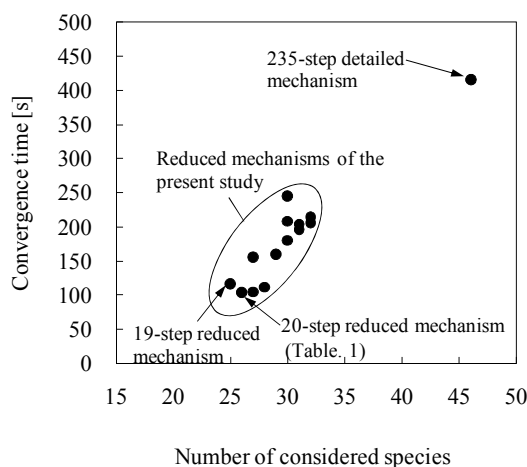 500
450
400
350
300
250
200
150
100
50
0
Convergence time [s]
235-step detailed
mechanism
Reduced mechanisms of the
present study
19-step reduced
mechanism
20-step reduced mechanism
(Table. 1)
15 20 25 30 35 40 45 50
Number of considered species